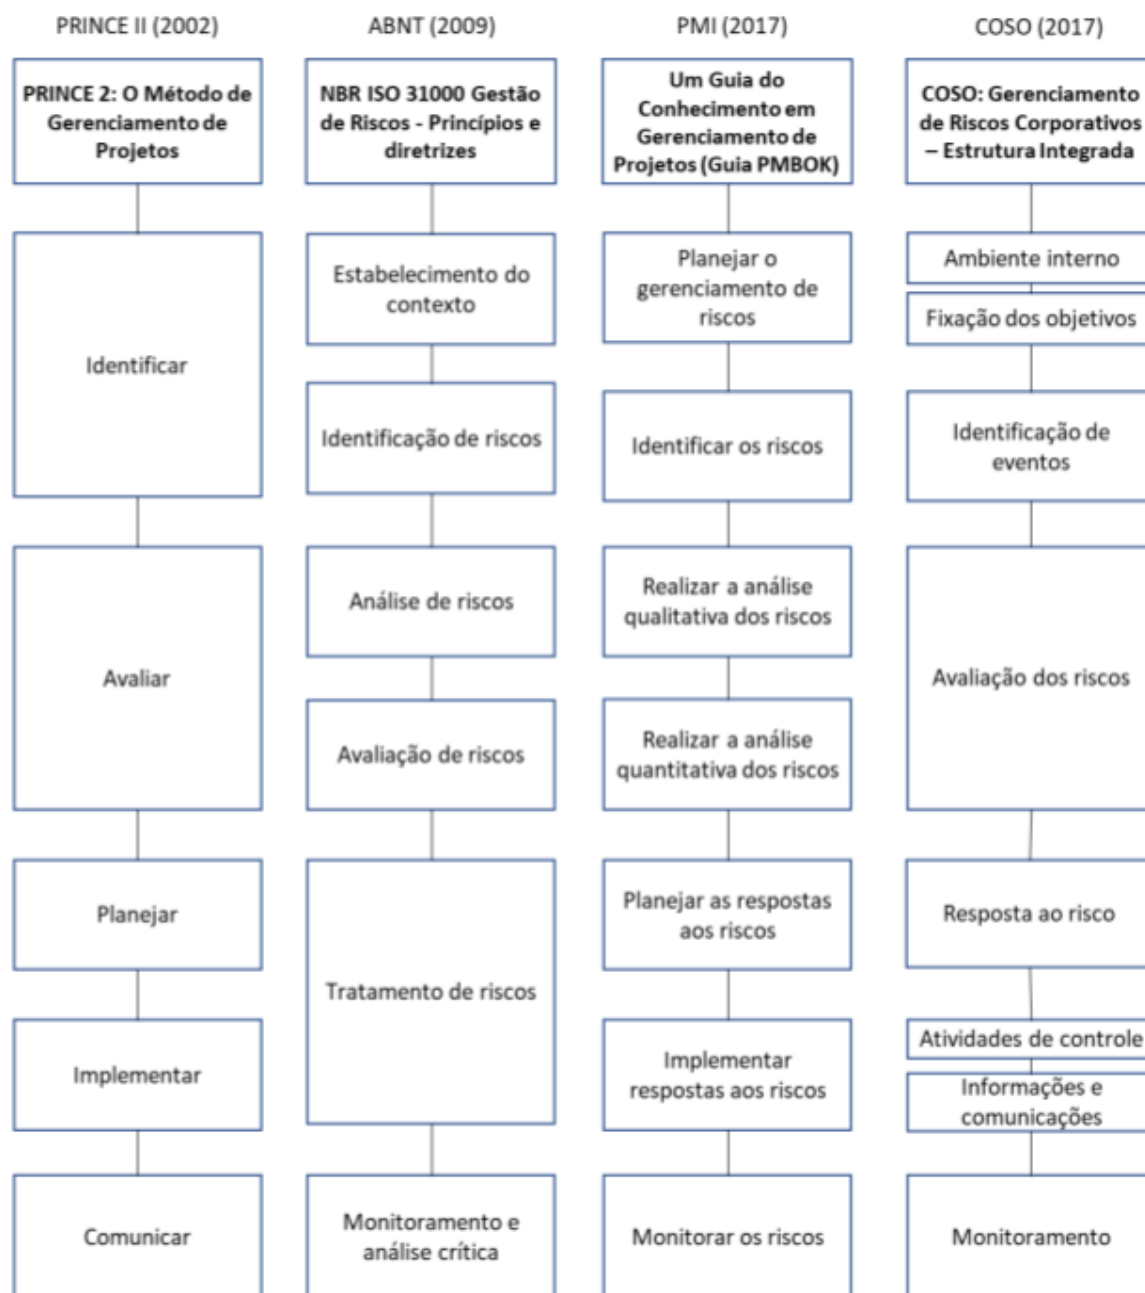 PRINCE II (2002)
PRINCE 2: O Método de
Gerenciamento de
Projetos
Identificar
Avaliar
Planejar
Implementar
Comunicar
ABNT (2009)
NBR ISO 31000 Gestão
de Riscos - Princípios e
diretrizes
Estabelecimento do
contexto
Identificação de riscos
Análise de riscos
Avaliação de riscos
Tratamento de riscos
Monitoramento e
análise crítica
PMI (2017)
Um Guia do
Conhecimento em
Gerenciamento de
Projetos (Guia PMBOK)
Planejar o
gerenciamento de
riscos
Identificar os riscos
Realizar a análise
qualitativa dos riscos
Realizar a análise
quantitativa dos riscos
Planejar as respostas
aos riscos
Implementar
respostas aos riscos
Monitorar os riscos
COSO (2017)
COSO: Gerenciamento
de Riscos Corporativos
– Estrutura Integrada
Ambiente interno
Fixação dos objetivos
Identificação de
eventos
Avaliação dos riscos
Resposta ao risco
Atividades de controle
Informações e
comunicações
Monitoramento